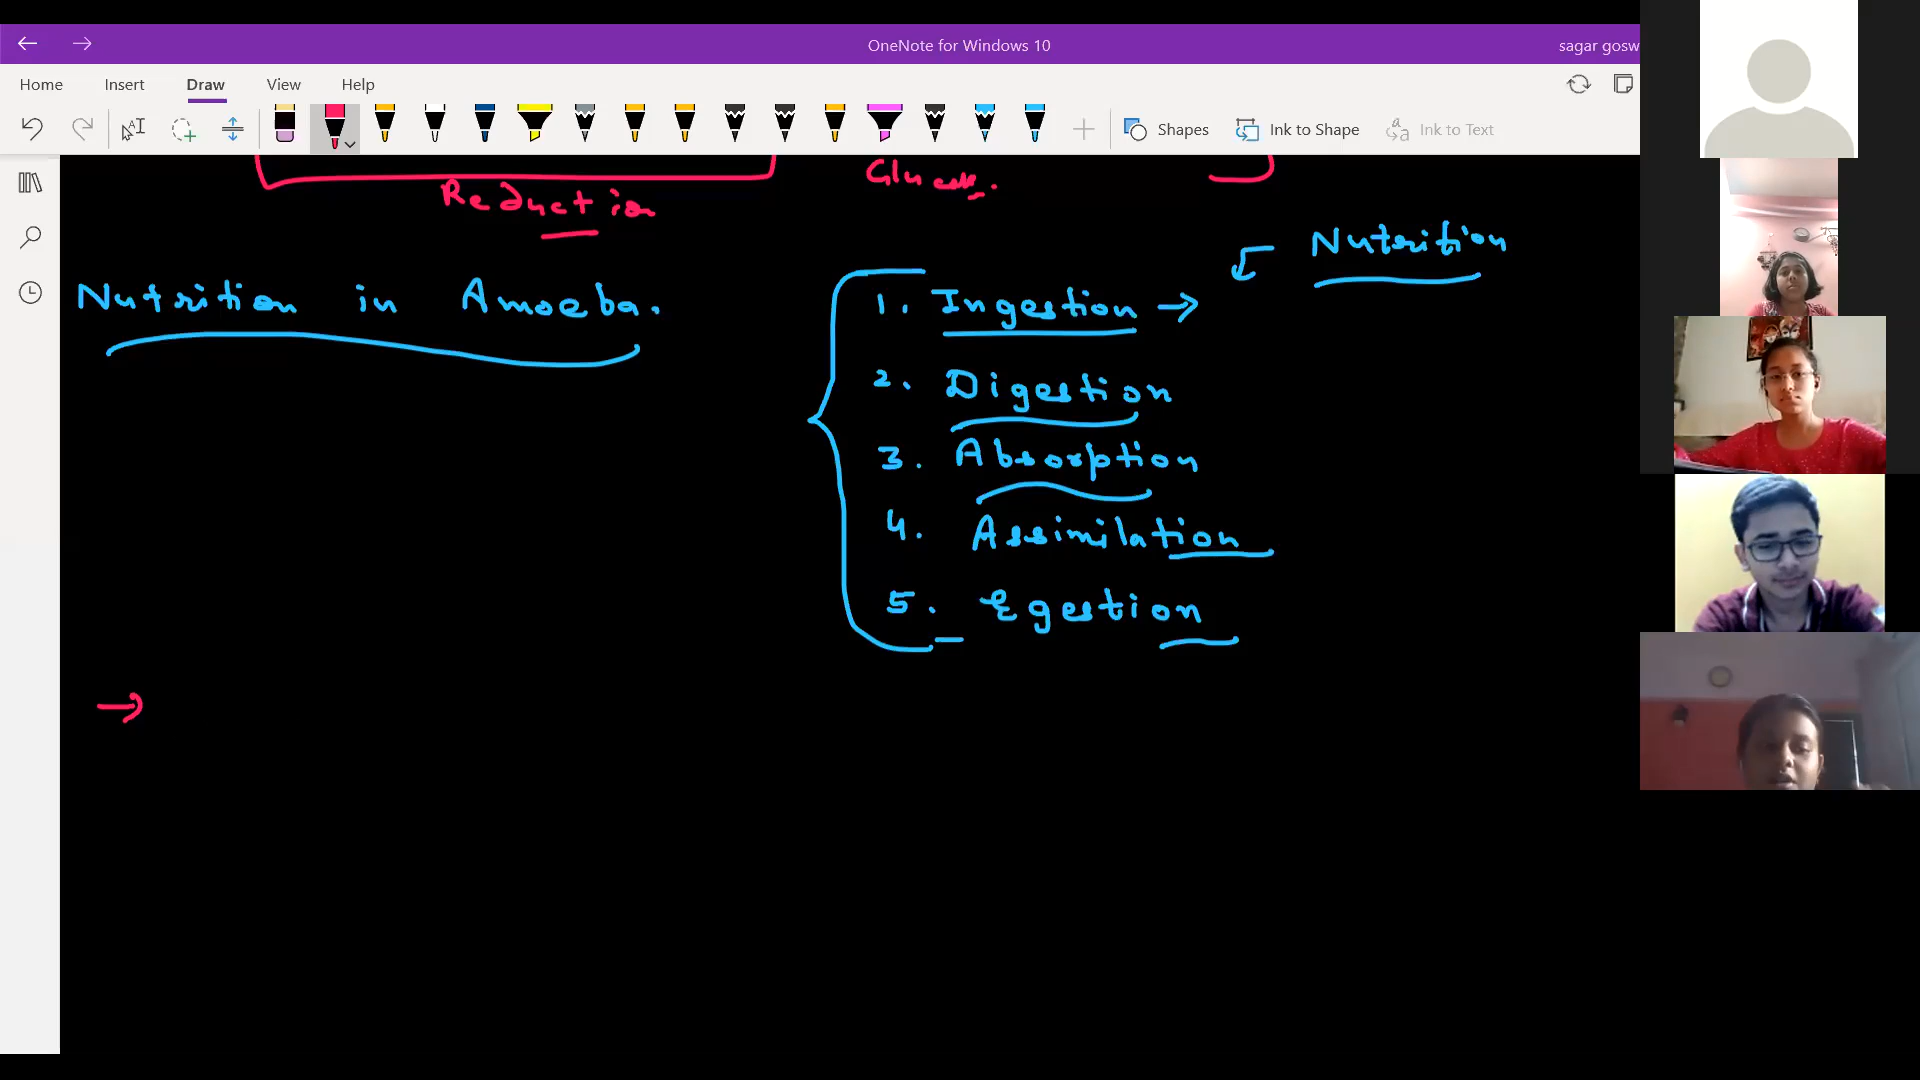 OneNote for Windows 10
sagar gosw
Home Insert Draw View Help
Shapes Ink to Shape Ink to Text
Reduction
Nutrition
Nutrition in Amoeba.
1. Ingestion →
2. Digestion
3. Absorption
4. Assimilation
5. Egestion
→